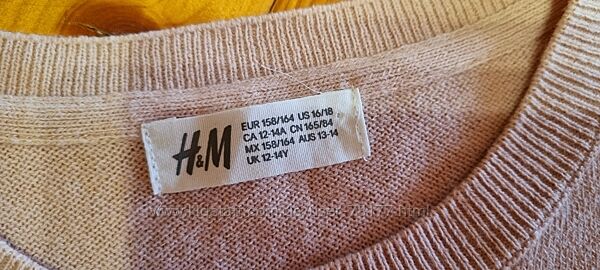 H&M
EUR 158/164 US 16/18
CA 12-14A CN 165/84
MX 158/164 AUS 13-14
UK 12-14Y